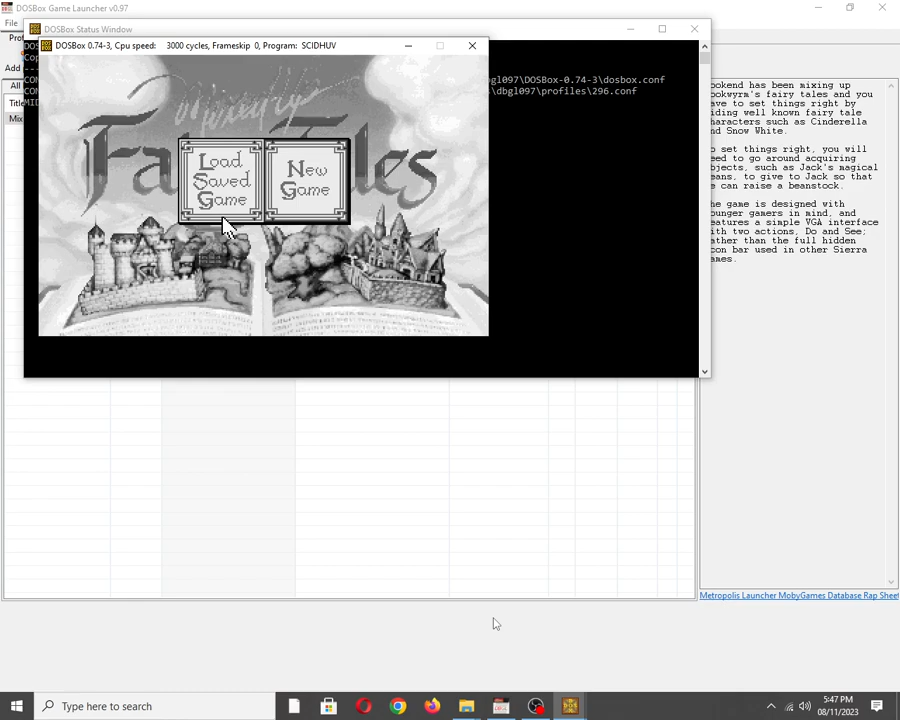 DOSBox Game Launcher v0.97
File
DOSBox Status Window
DOSBox 0.74-3, Cpu speed: 3000 cycles, Frameskip 0, Program: SCIDHUV
Add
All
Title
Mix
bgl097\DOSBox-0.74-3\dosbox.conf
\dbgl097\profiles\296.conf
Mixed-Up
Fairy Tales
Load
Saved
Game
New
Game
ookend has been mixing up
ookwyrm's fairy tales and you
ave to set things right by
iding well known fairy tale
haracters such as Cinderella
nd Snow White.
o set things right, you will
eed to go around acquiring
bjects, such as Jack's magical
eans, to give to Jack so that
e can raise a beanstock.
he game is designed with
ounger gamers in mind, and
eatures a simple VGA interface
ith two actions, Do and See;
ather than the full hidden
con bar used in other Sierra
ames.
Metropolis Launcher MobyGames Database Rap Sheet
Type here to search
5:47 PM
08/11/2023